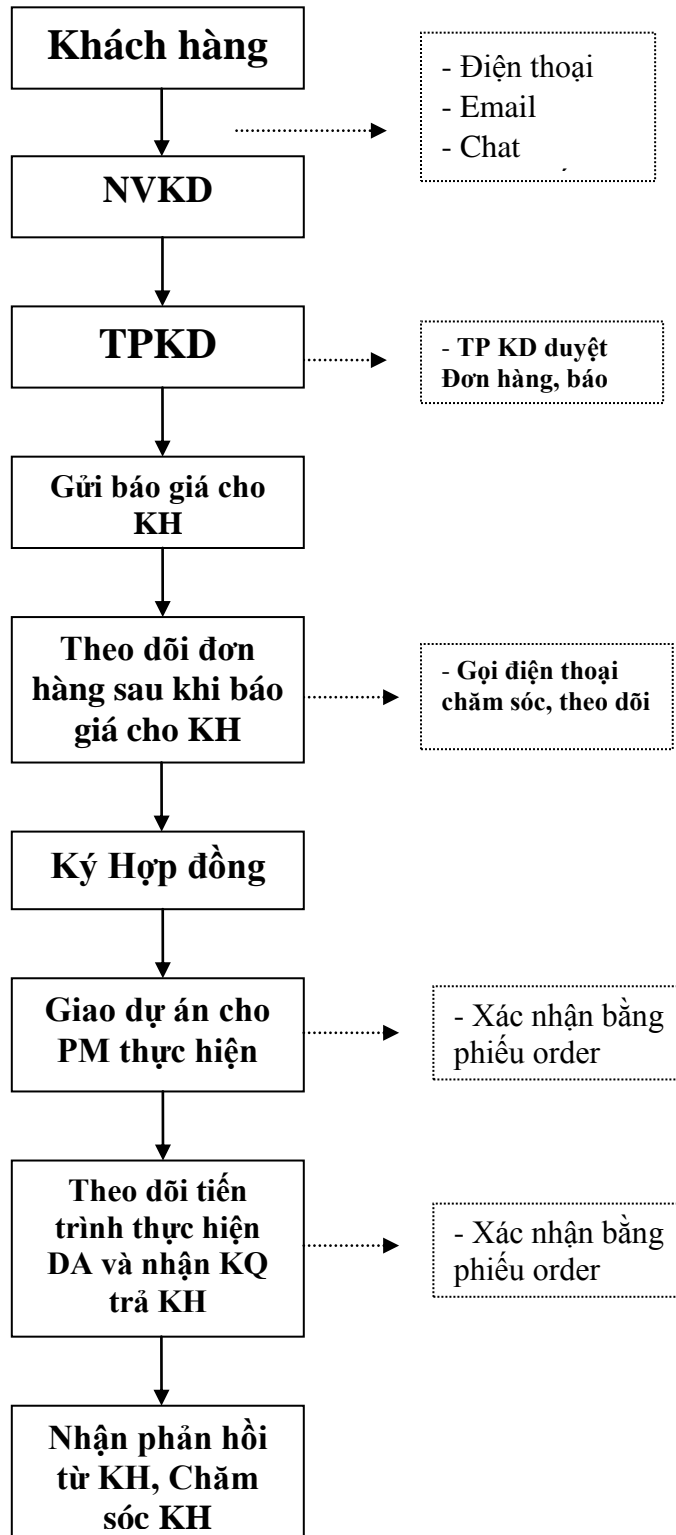 Khách hàng
- Điện thoại
- Email
- Chat
NVKD
TPKD
- TP KD duyệt
Đơn hàng, báo
Gửi báo giá cho
KH
Theo dõi đơn
hàng sau khi báo
giá cho KH
- Gọi điện thoại
chăm sóc, theo dõi
Ký Hợp đồng
Giao dự án cho
PM thực hiện
- Xác nhận bằng
phiếu order
Theo dõi tiến
trình thực hiện
DA và nhận KQ
trả KH
- Xác nhận bằng
phiếu order
Nhận phản hồi
từ KH, Chăm
sóc KH